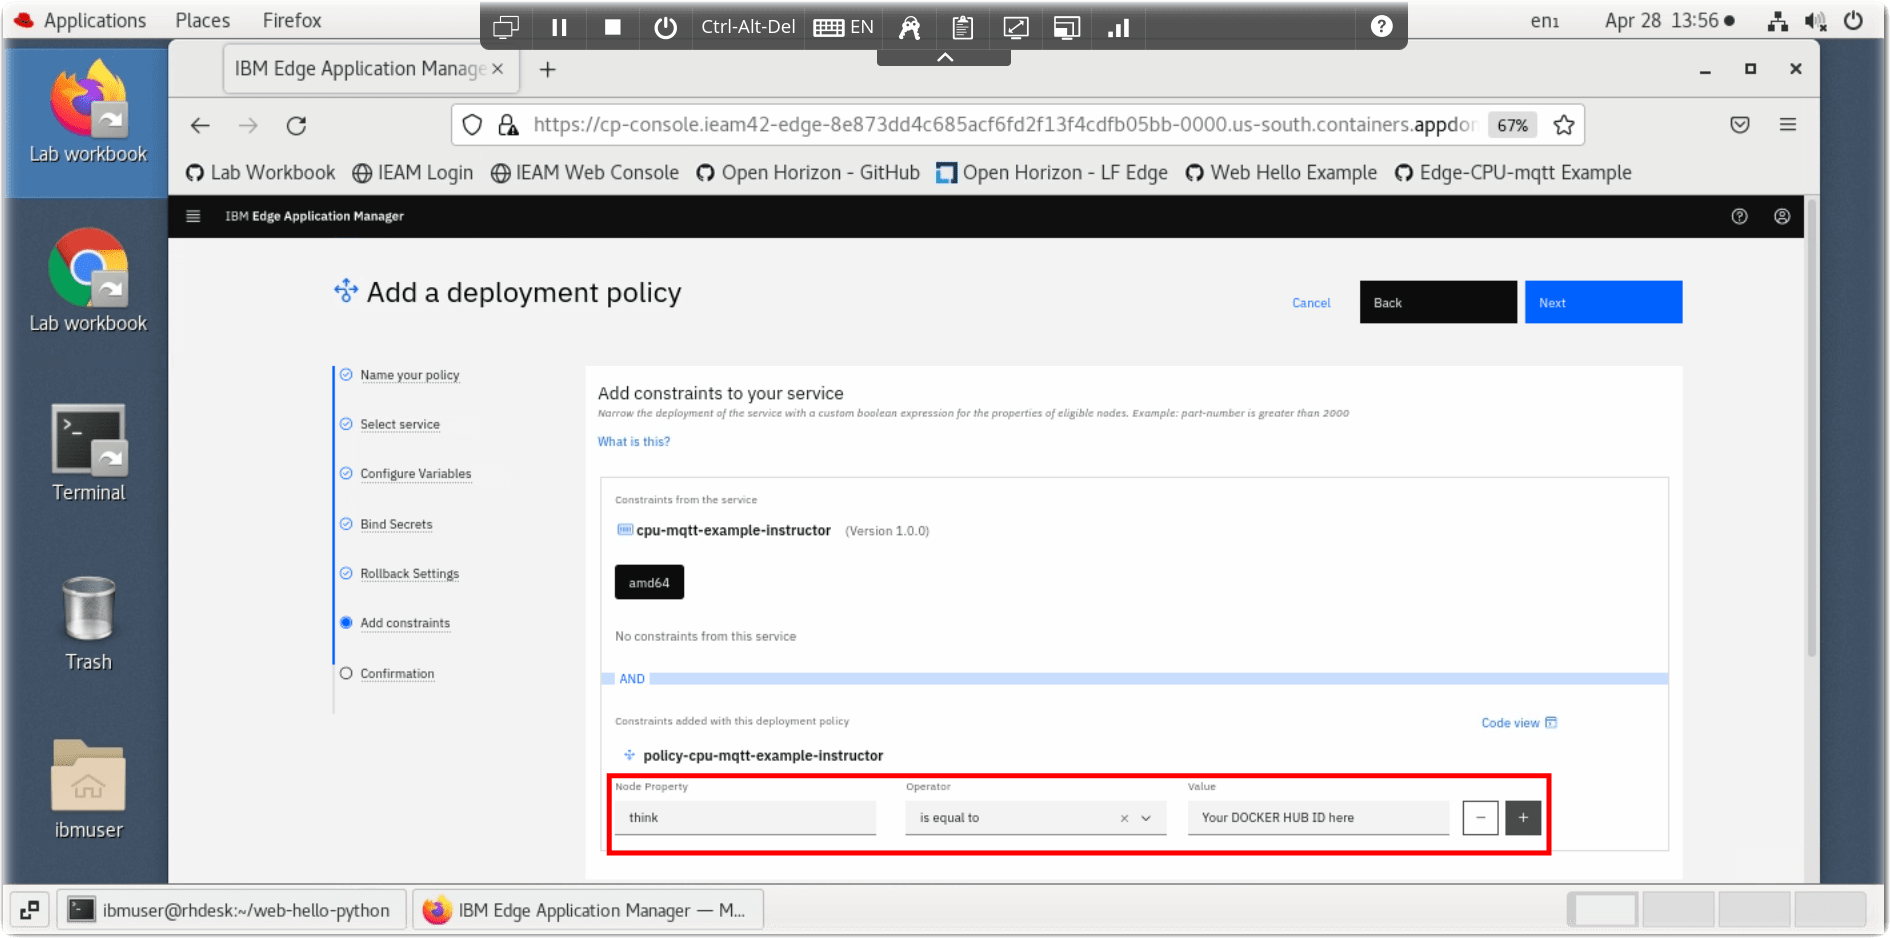 Applications Places Firefox
Ctrl-Alt-Del EN
en₁ Apr 28 13:56
IBM Edge Application Manage
https://cp-console.ieam42-edge-8e873dd4c685acf6fd2f13f4cdfb05bb-0000.us-south.containers.appdon 67%
Lab Workbook IEAM Login IEAM Web Console Open Horizon - GitHub Open Horizon - LF Edge Web Hello Example Edge-CPU-mqtt Example
IBM Edge Application Manager
Lab workbook
Lab workbook
Terminal
Trash
ibmuser
Add a deployment policy
Cancel Back Next
Name your policy
Select service
Configure Variables
Bind Secrets
Rollback Settings
Add constraints
Confirmation
Add constraints to your service
Narrow the deployment of the service with a custom boolean expression for the properties of eligible nodes. Example: part-number is greater than 2000
What is this?
Constraints from the service
cpu-mqtt-example-instructor (Version 1.0.0)
amd64
No constraints from this service
AND
Constraints added with this deployment policy
Code view
policy-cpu-mqtt-example-instructor
Node Property Operator Value
think is equal to Your DOCKER HUB ID here
ibmuser@rhdesk:~/web-hello-python IBM Edge Application Manager — M...